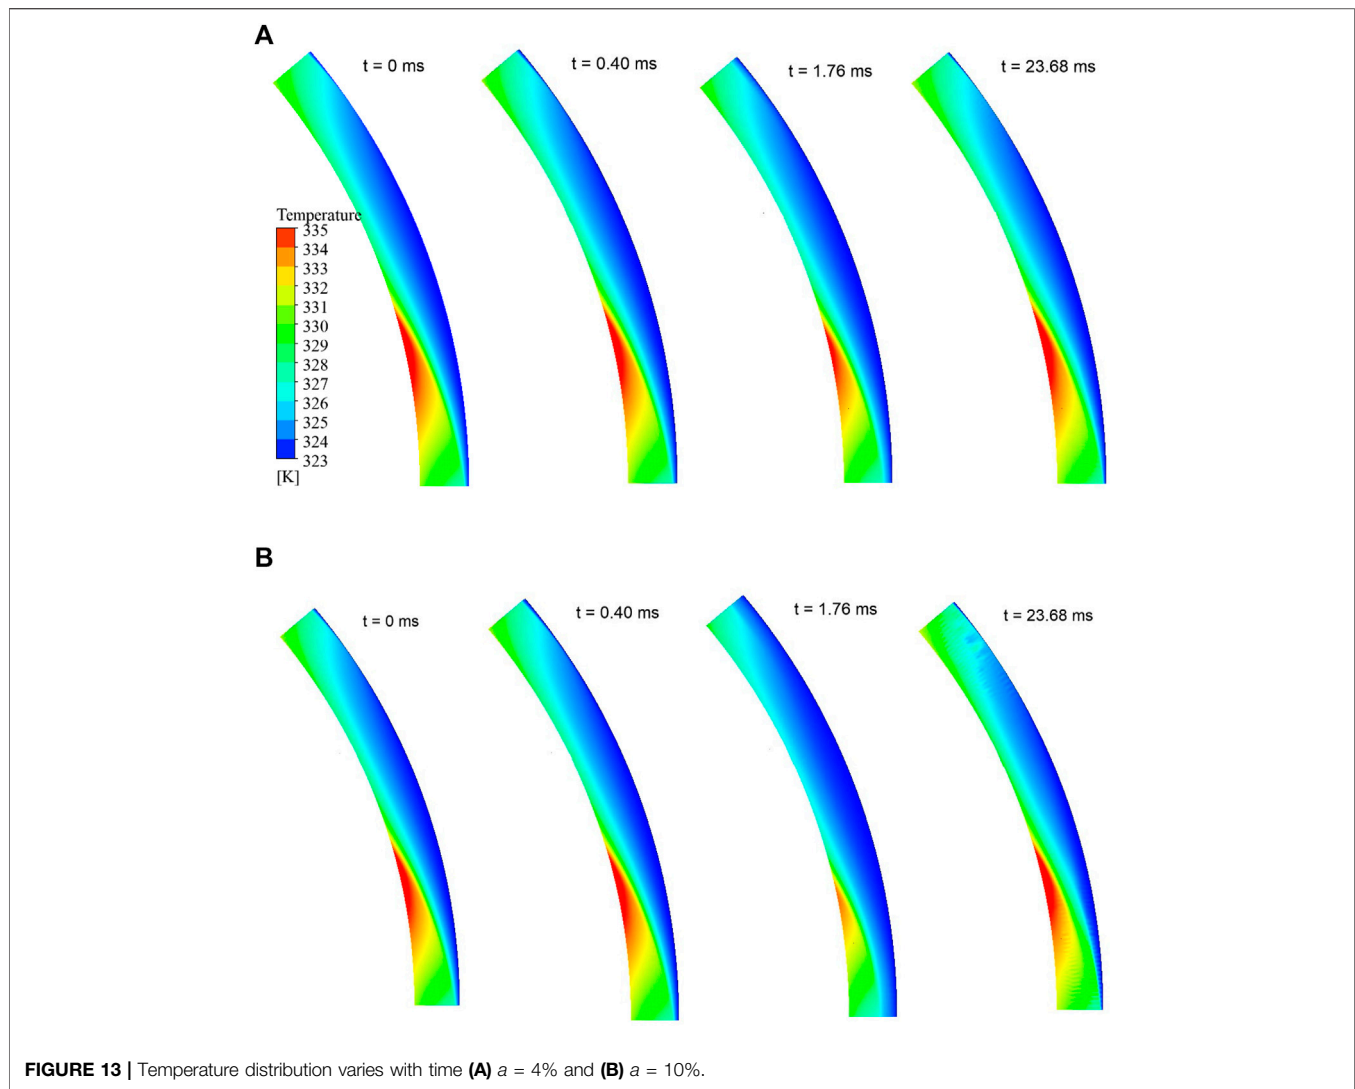 A
t = 0 ms
t = 0.40 ms
t = 1.76 ms
t = 23.68 ms
Temperature
335
334
333
332
331
330
329
328
327
326
325
324
323
[K]
B
t = 0 ms
t = 0.40 ms
t = 1.76 ms
t = 23.68 ms
FIGURE 13 | Temperature distribution varies with time (A) a = 4% and (B) a = 10%.